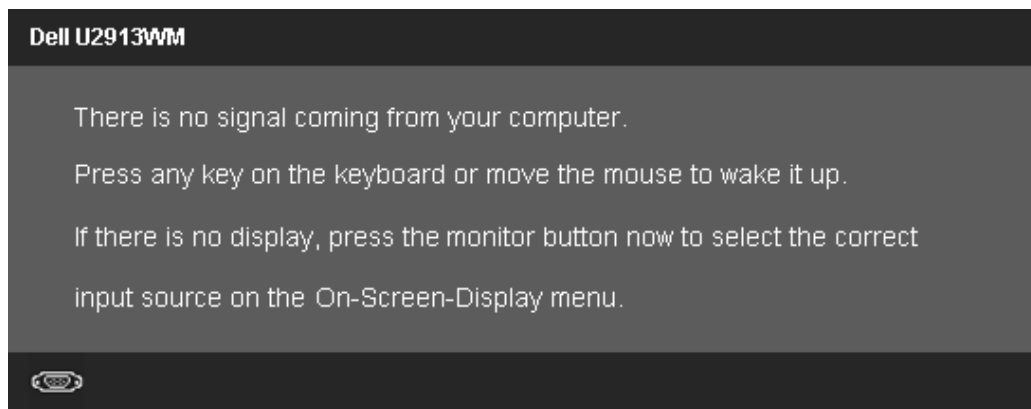 Dell U2913WM
There is no signal coming from your computer.
Press any key on the keyboard or move the mouse to wake it up.
If there is no display, press the monitor button now to select the correct
input source on the On-Screen-Display menu.